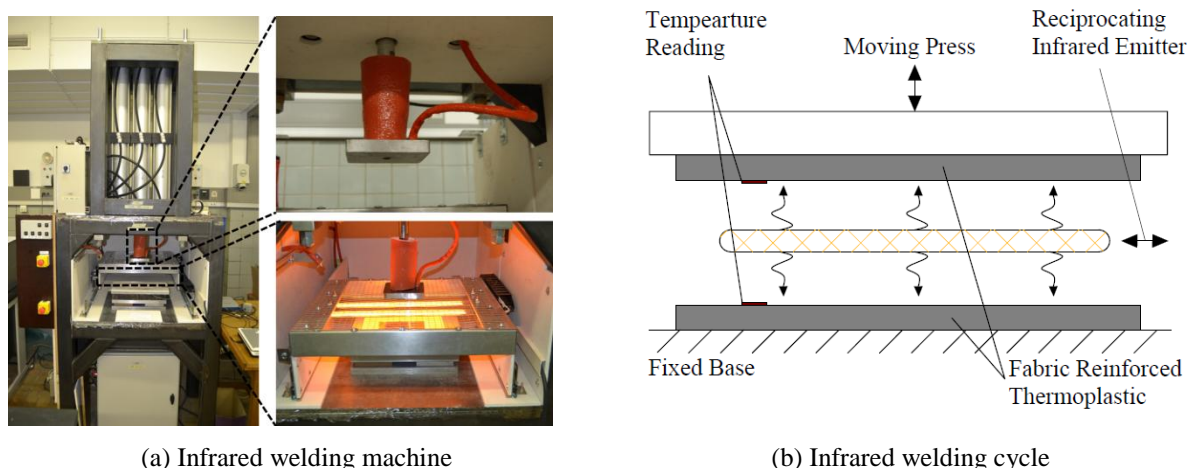 Tempearture
Reading
Moving Press
Reciprocating
Infrared Emitter
Fixed Base
Fabric Reinforced
Thermoplastic
(a) Infrared welding machine
(b) Infrared welding cycle